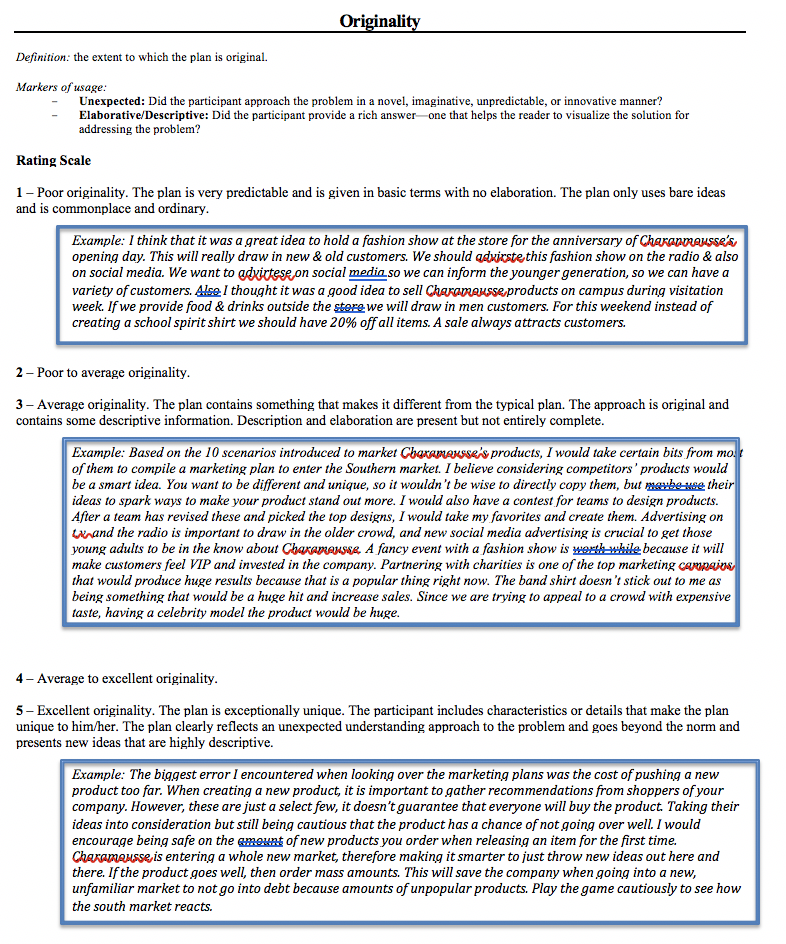 Originality
Definition: the extent to which the plan is original.
Markers of usage:
– Unexpected: Did the participant approach the problem in a novel, imaginative, unpredictable, or innovative manner?
– Elaborative/Descriptive: Did the participant provide a rich answer—one that helps the reader to visualize the solution for
addressing the problem?
Rating Scale
1 – Poor originality. The plan is very predictable and is given in basic terms with no elaboration. The plan only uses bare ideas
and is commonplace and ordinary.
Example: I think that it was a great idea to hold a fashion show at the store for the anniversary of Charanmousse's
opening day. This will really draw in new & old customers. We should advirste this fashion show on the radio & also
on social media. We want to advirtese on social media so we can inform the younger generation, so we can have a
variety of customers. Also I thought it was a good idea to sell Charamousse products on campus during visitation
week. If we provide food & drinks outside the store we will draw in men customers. For this weekend instead of
creating a school spirit shirt we should have 20% off all items. A sale always attracts customers.
2 – Poor to average originality.
3 – Average originality. The plan contains something that makes it different from the typical plan. The approach is original and
contains some descriptive information. Description and elaboration are present but not entirely complete.
Example: Based on the 10 scenarios introduced to market Charamousse's products, I would take certain bits from most
of them to compile a marketing plan to enter the Southern market. I believe considering competitors' products would
be a smart idea. You want to be different and unique, so it wouldn't be wise to directly copy them, but maybe use their
ideas to spark ways to make your product stand out more. I would also have a contest for teams to design products.
After a team has revised these and picked the top designs, I would take my favorites and create them. Advertising on
t.v. and the radio is important to draw in the older crowd, and new social media advertising is crucial to get those
young adults to be in the know about Charamousse. A fancy event with a fashion show is worth while because it will
make customers feel VIP and invested in the company. Partnering with charities is one of the top marketing campains
that would produce huge results because that is a popular thing right now. The band shirt doesn't stick out to me as
being something that would be a huge hit and increase sales. Since we are trying to appeal to a crowd with expensive
taste, having a celebrity model the product would be huge.
4 – Average to excellent originality.
5 – Excellent originality. The plan is exceptionally unique. The participant includes characteristics or details that make the plan
unique to him/her. The plan clearly reflects an unexpected understanding approach to the problem and goes beyond the norm and
presents new ideas that are highly descriptive.
Example: The biggest error I encountered when looking over the marketing plans was the cost of pushing a new
product too far. When creating a new product, it is important to gather recommendations from shoppers of your
company. However, these are just a select few, it doesn't guarantee that everyone will buy the product. Taking their
ideas into consideration but still being cautious that the product has a chance of not going over well. I would
encourage being safe on the amount of new products you order when releasing an item for the first time.
Charamousse is entering a whole new market, therefore making it smarter to just throw new ideas out here and
there. If the product goes well, then order mass amounts. This will save the company when going into a new,
unfamiliar market to not go into debt because amounts of unpopular products. Play the game cautiously to see how
the south market reacts.